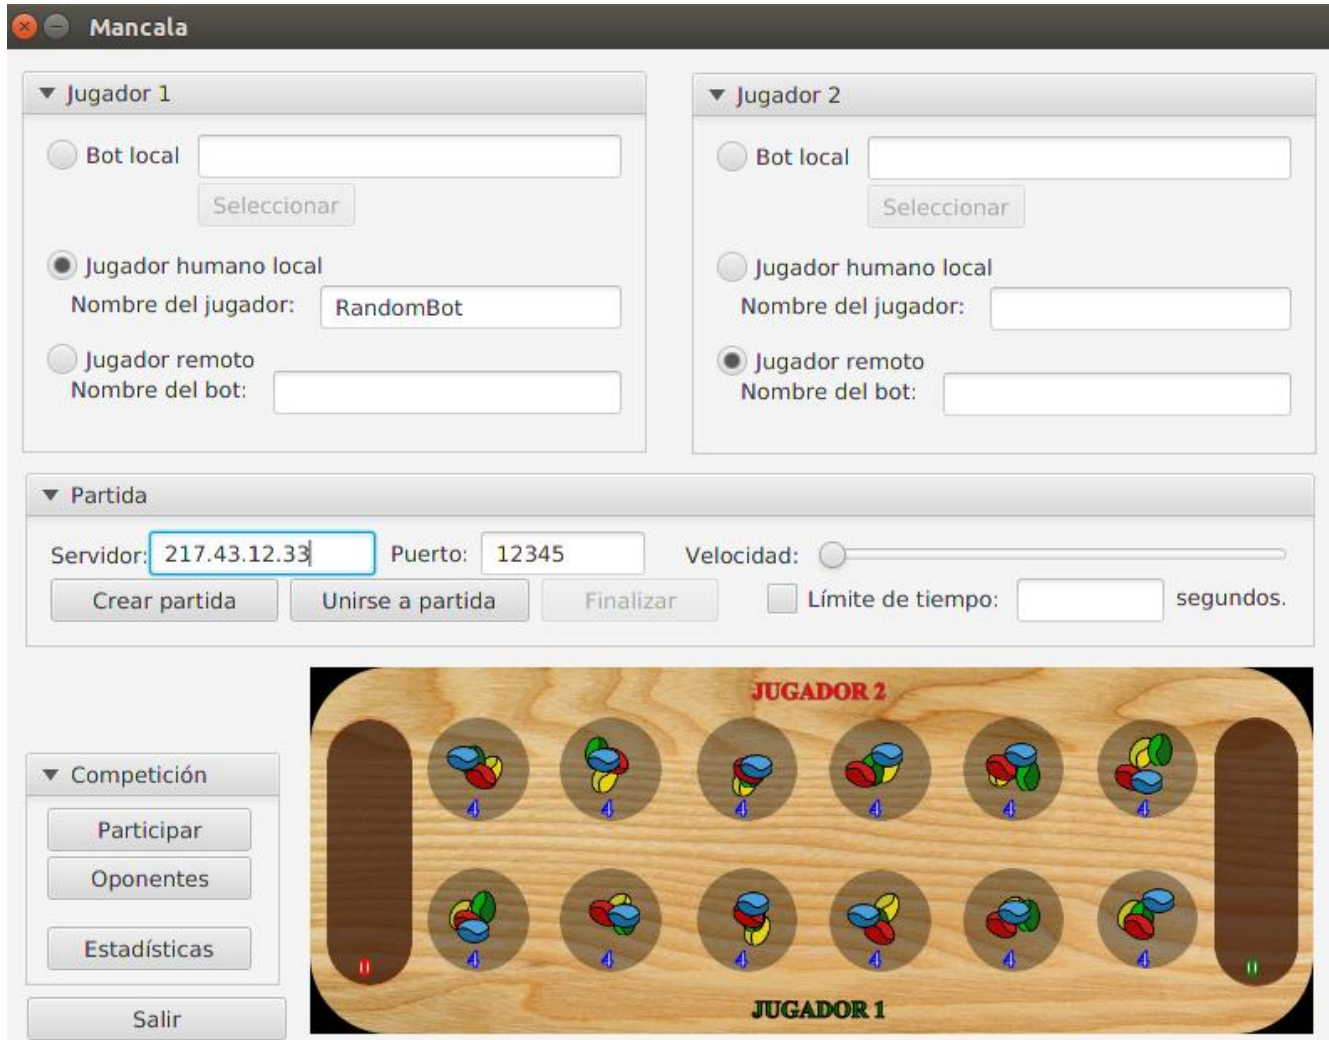 Mancala
Jugador 1
Bot local
Seleccionar
Jugador humano local
Nombre del jugador: RandomBot
Jugador remoto
Nombre del bot:
Jugador 2
Bot local
Seleccionar
Jugador humano local
Nombre del jugador:
Jugador remoto
Nombre del bot:
Partida
Servidor: 217.43.12.33 Puerto: 12345 Velocidad:
Crear partida Unirse a partida Finalizar Límite de tiempo: segundos.
Competición
Participar
Oponentes
Estadísticas
Salir
JUGADOR 2
4 4 4 4 4 4
4 4 4 4 4 4
0 0
JUGADOR 1